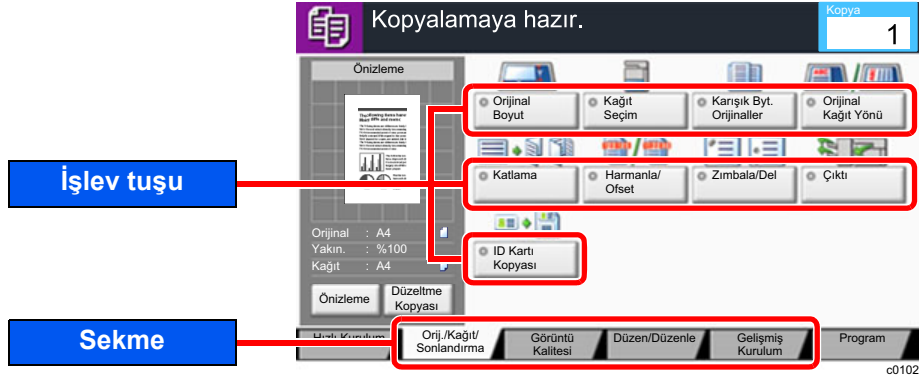 Kopyalamaya hazır.
Kopya
1
Önizleme
Orijinal
Boyut
Kağıt
Seçim
Karışık Byt.
Orijinaller
Orijinal
Kağıt Yönü
İşlev tuşu
Katlama
Harmanla/
Ofset
Zımbala/Del
Çıktı
Orijinal : A4
Yakın. : %100
Kağıt : A4
ID Kartı
Kopyası
Önizleme
Düzeltme
Kopyası
Sekme
Hızlı Kurulum
Orij./Kağıt/
Sonlandırma
Görüntü
Kalitesi
Düzen/Düzenle
Gelişmiş
Kurulum
Program
c0102